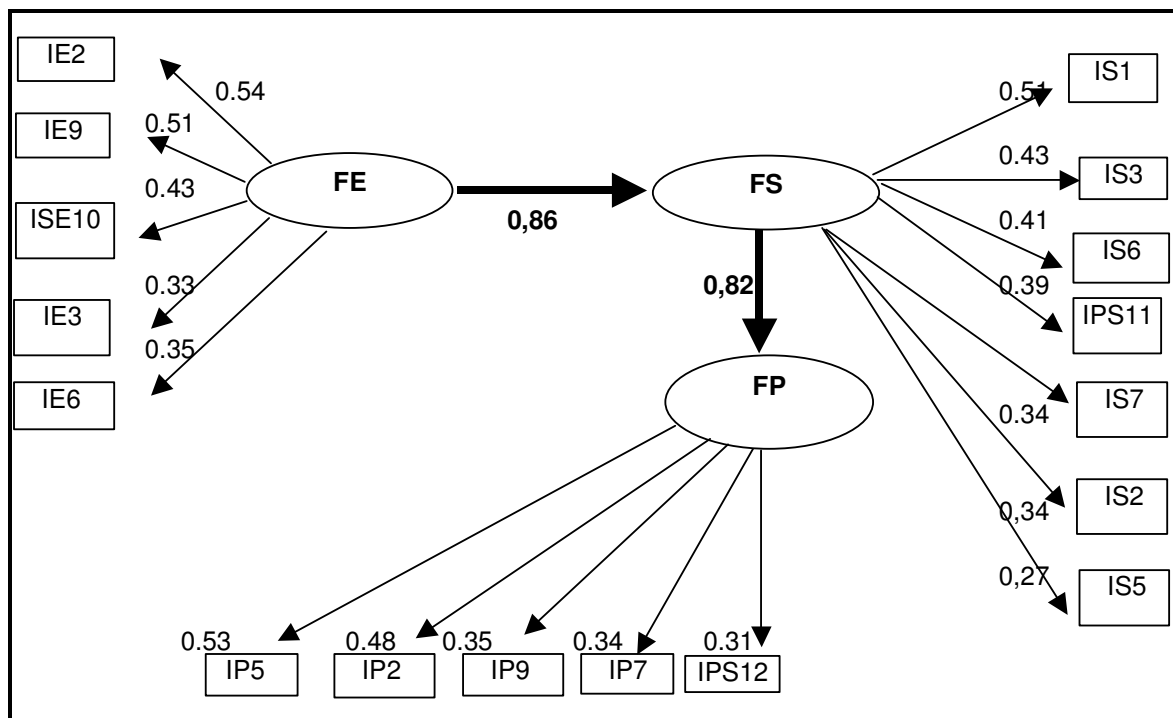 IE2
0.54
IE9
0.51
0.43
ISE10
0.33
IE3
0.35
IE6
FE
0,86
FS
0,82
FP
0.51
IS1
0.43
IS3
0.41
IS6
0.39
IPS11
0.34
IS7
0,34
IS2
0,27
IS5
0.53
IP5
0.48
IP2
0.35
IP9
0.34
IP7
0.31
IPS12